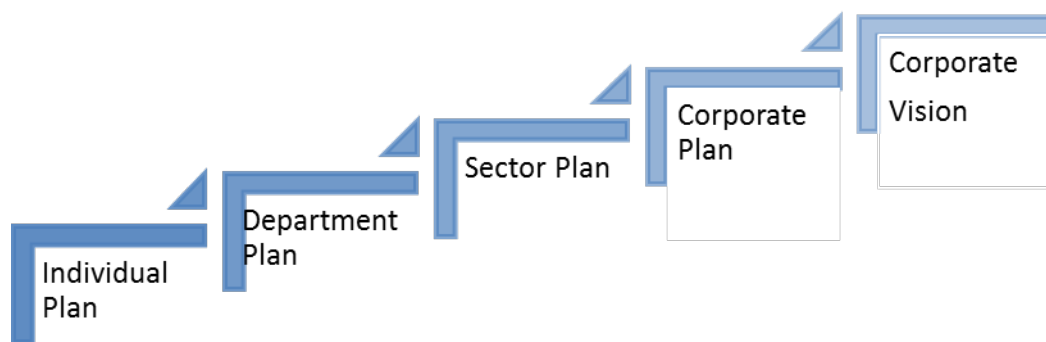 Individual
Plan
Department
Plan
Sector Plan
Corporate
Plan
Corporate
Vision